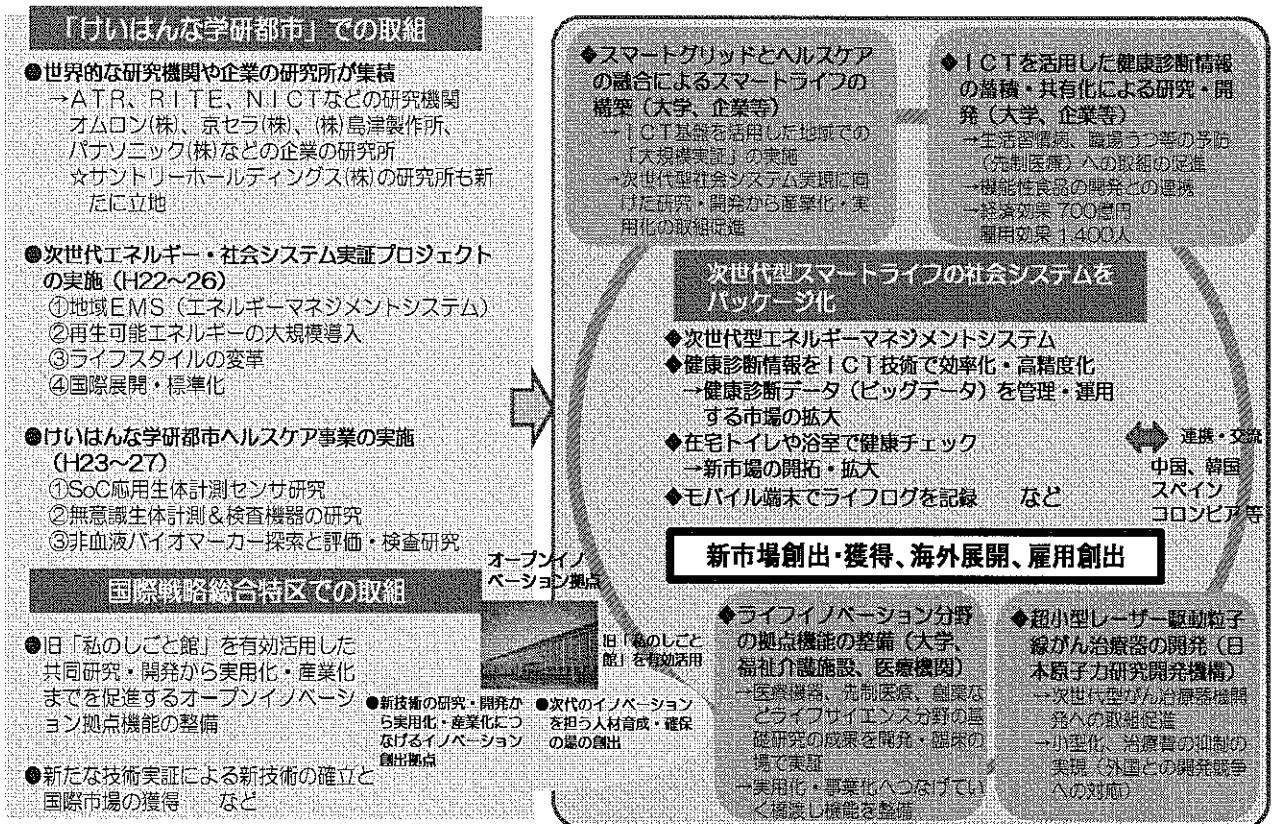 「けいはんな学研都市」での取組
●世界的な研究機関や企業の研究所が集積
→ATR、RITE、NICTなどの研究機関
オムロン(株)、京セラ(株)、(株)島津製作所、
パナソニック(株)などの企業の研究所
☆サントリーホールディングス(株)の研究所も新
たに立地
●次世代エネルギー・社会システム実証プロジェクト
の実施（H22～26）
①地域EMS（エネルギーマネジメントシステム）
②再生可能エネルギーの大規模導入
③ライフスタイルの変革
④国際展開・標準化
●けいはんな学研都市ヘルスケア事業の実施
（H23～27）
①SoC応用生体計測センサ研究
②無意識生体計測＆検査機器の研究
③非血液バイオマーカー探索と評価・検査研究
国際戦略総合特区での取組
●旧「私のしごと館」を有効活用した
共同研究・開発から実用化・産業化
までを促進するオープンイノベーシ
ョン拠点機能の整備
●新たな技術実証による新技術の確立と
国際市場の獲得　など
オープンイノ
ベーション拠点
旧「私のしごと
館」を有効活用
●新技術の研究・開発か
ら実用化・産業化につ
なげるイノベーション
創出拠点
●次代のイノベーション
を担う人材育成・確保
の場の創出
◆スマートグリッドとヘルスケア
の融合によるスマートライフの
構築（大学、企業等）
→ICT基盤を活用した地域での
「大規模実証」の実施
→次世代型社会システム実現に向
けた研究・開発から産業化・実
用化の取組促進
◆ICTを活用した健康診断情報
の蓄積・共有化による研究・開
発（大学、企業等）
→生活習慣病、職場うつ等の予防
（先制医療）への取組の促進
→機能性食品の開発との連携
→経済効果 700億円
雇用効果 1,400人
次世代型スマートライフの社会システムを
パッケージ化
◆次世代型エネルギーマネジメントシステム
◆健康診断情報をICT技術で効率化・高精度化
→健康診断データ（ビッグデータ）を管理・運用
する市場の拡大
◆在宅トイレや浴室で健康チェック
→新市場の開拓・拡大
◆モバイル端末でライフログを記録　など
連携・交流
中国、韓国
スペイン
コロンビア等
新市場創出・獲得、海外展開、雇用創出
◆ライフイノベーション分野
の拠点機能の整備（大学、
福祉介護施設、医療機関）
→医療機器、先制医療、創薬な
どライフサイエンス分野の基
礎研究の成果を開発・臨床の
場で実証
→実用化・事業化へつなげてい
く橋渡し機能を整備
◆超小型レーザー駆動粒子
線がん治療器の開発（日
本原子力研究開発機構）
→次世代型がん治療器機開
発への取組促進
→小型化、治療費の抑制の
実現（外国との開発競争
への対応）